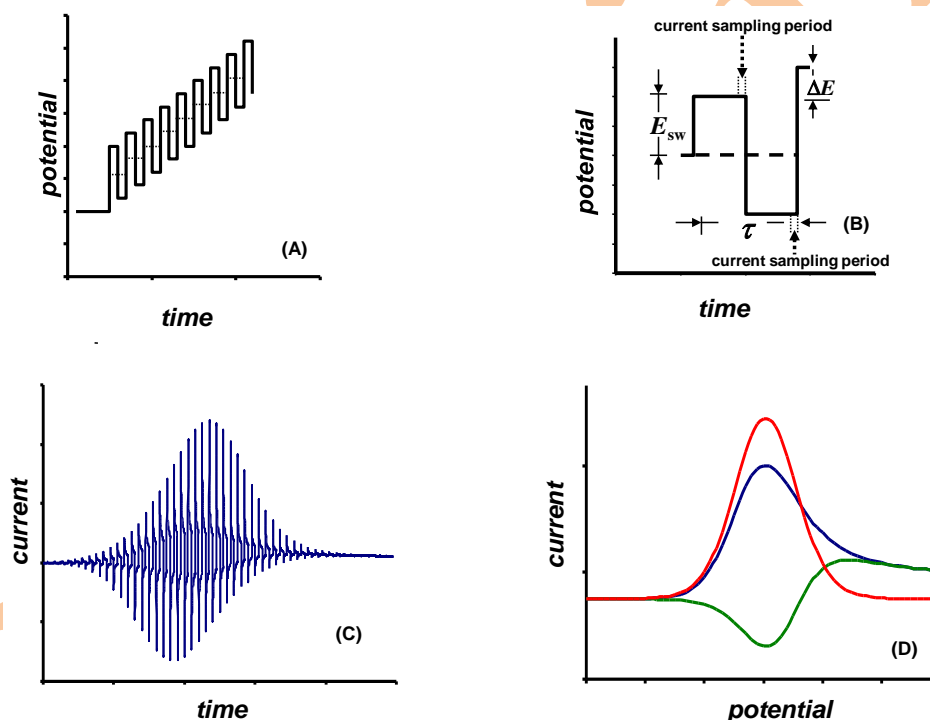 potential
(A)
time
current sampling period
ΔE
E_sw
potential
τ
(B)
current sampling period
time
current
(C)
time
current
(D)
potential